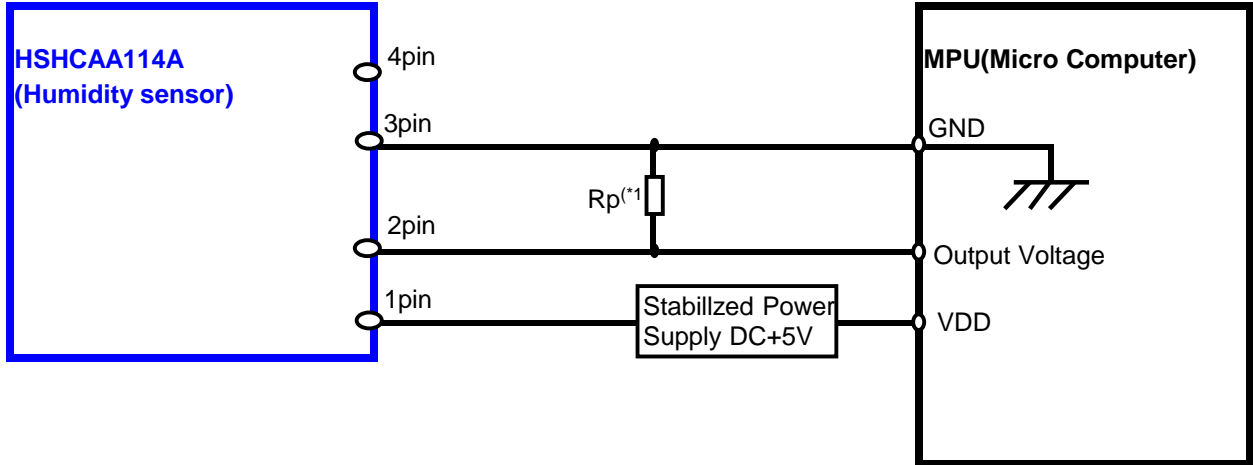 HSHCAA114A
(Humidity sensor)
4pin
3pin
2pin
1pin
Rp(*1
Stabillzed Power
Supply DC+5V
MPU(Micro Computer)
GND
Output Voltage
VDD